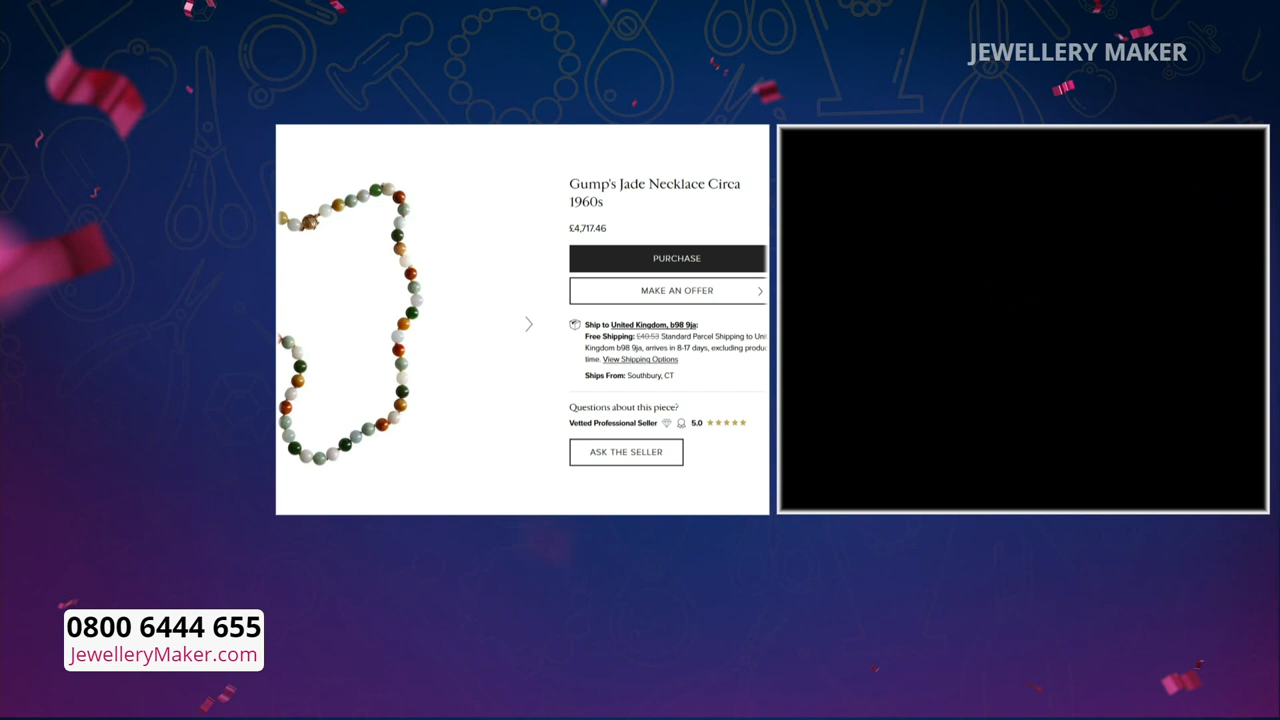 JEWELLERY MAKER
Gump's Jade Necklace Circa
1960s
£4,717.46
PURCHASE
MAKE AN OFFER
Ship to United Kingdom, b98 9ja:
Free Shipping: £40.53 Standard Parcel Shipping to
Kingdom b98 9ja, arrives in 8-17 days, excluding
time. View Shipping Options
Ships From: Southbury, CT
Questions about this piece?
Vetted Professional Seller 5.0
ASK THE SELLER
0800 6444 655
JewelleryMaker.com